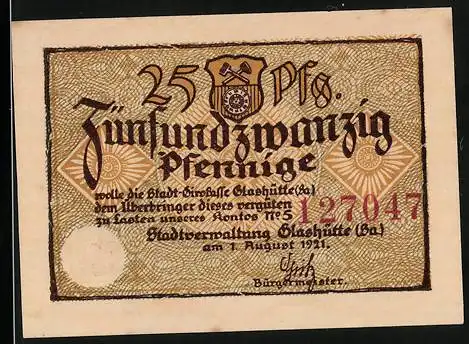 25 Pfg.
Fünfundzwanzig
Pfennige
wolle die Stadt-Girokasse Glashütte (Sa)
dem Überbringer dieses vergüten
zu Lasten unseres Kontos No 5
127047
Stadtverwaltung Glashütte (Sa)
am 1. August 1921.
Bürgermeister.